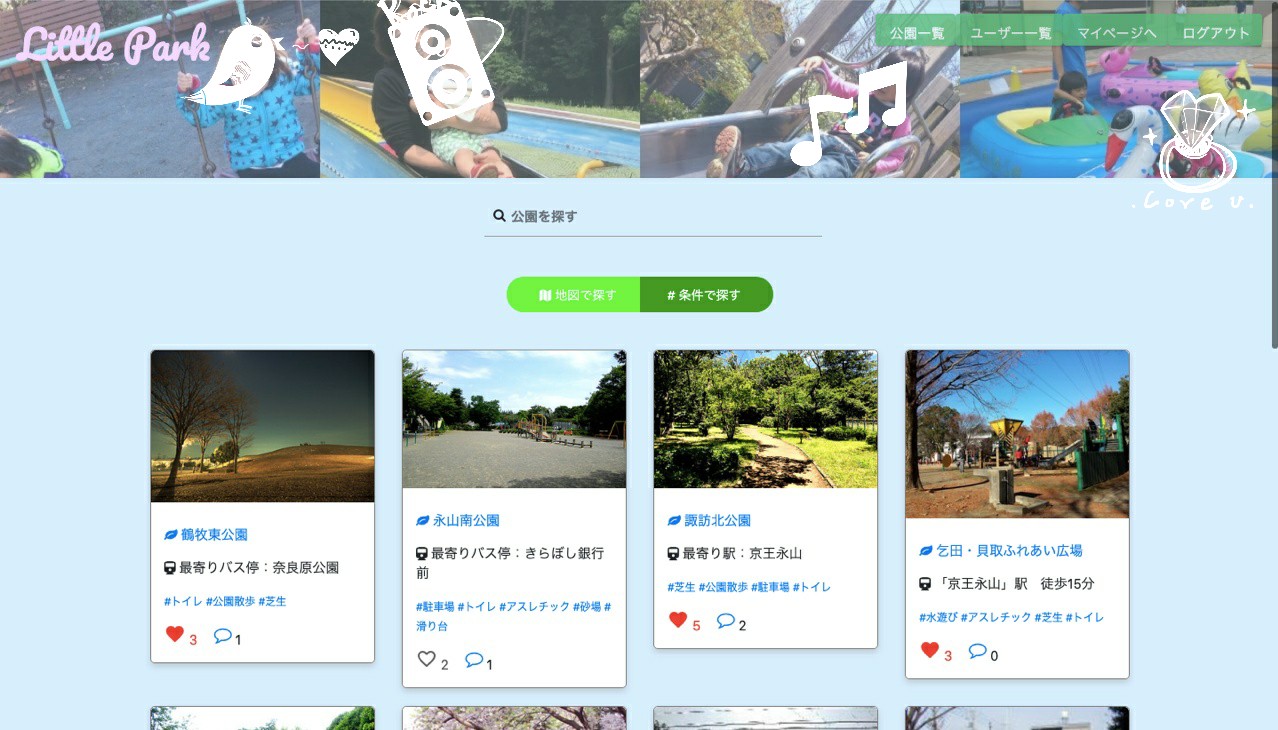 Little Park
公園一覧 ユーザー一覧 マイページへ ログアウト
.Core U.
公園を探す
地図で探す # 条件で探す
鶴牧東公園
最寄りバス停：奈良原公園
#トイレ #公園散歩 #芝生
3 1
永山南公園
最寄りバス停：きらぼし銀行
前
#駐車場 #トイレ #アスレチック #砂場 #
滑り台
2 1
諏訪北公園
最寄り駅：京王永山
#芝生 #公園散歩 #駐車場 #トイレ
5 2
乞田・貝取ふれあい広場
「京王永山」駅　徒歩15分
#水遊び #アスレチック #芝生 #トイレ
3 0